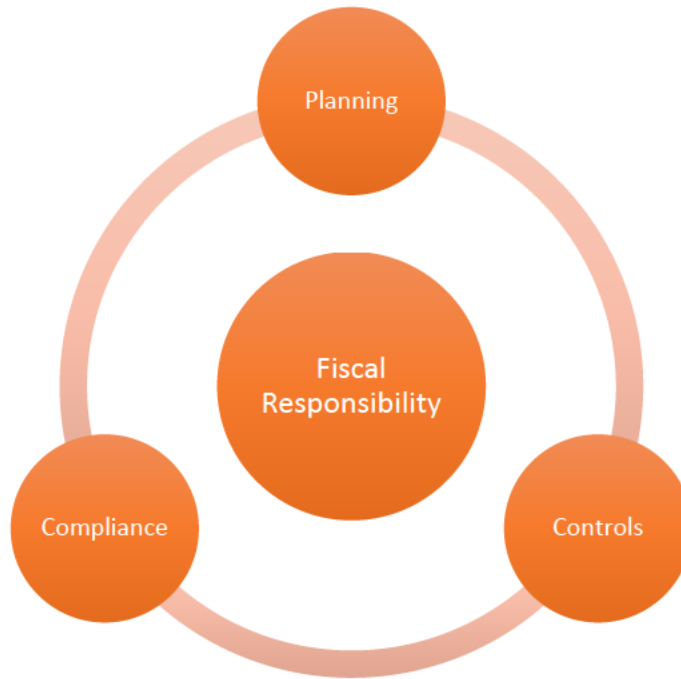 Planning
Fiscal
Responsibility
Compliance
Controls